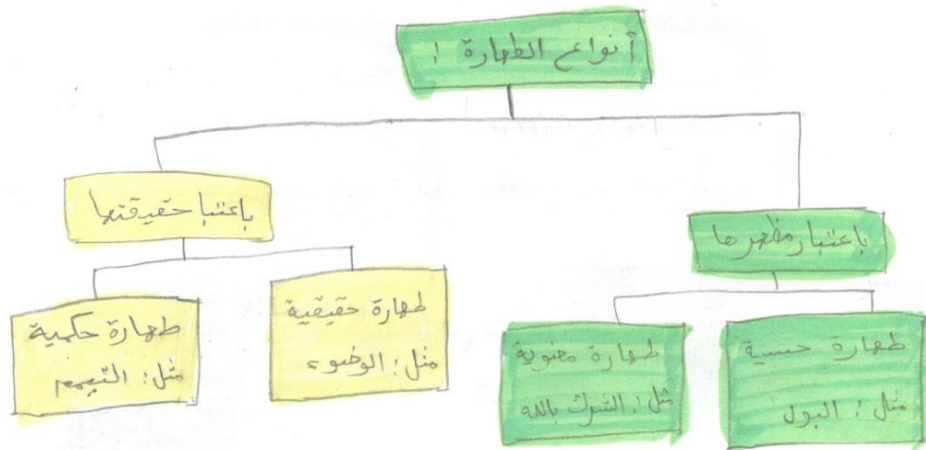 أنواع الطهارة :
باعتبار مظهرها
طهارة حسية
مثل : البول
طهارة معنوية
مثل : الشرك بالله
باعتبا حقيقتها
طهارة حقيقية
مثل : الوضوء
طهارة حكمية
مثل : التيمم